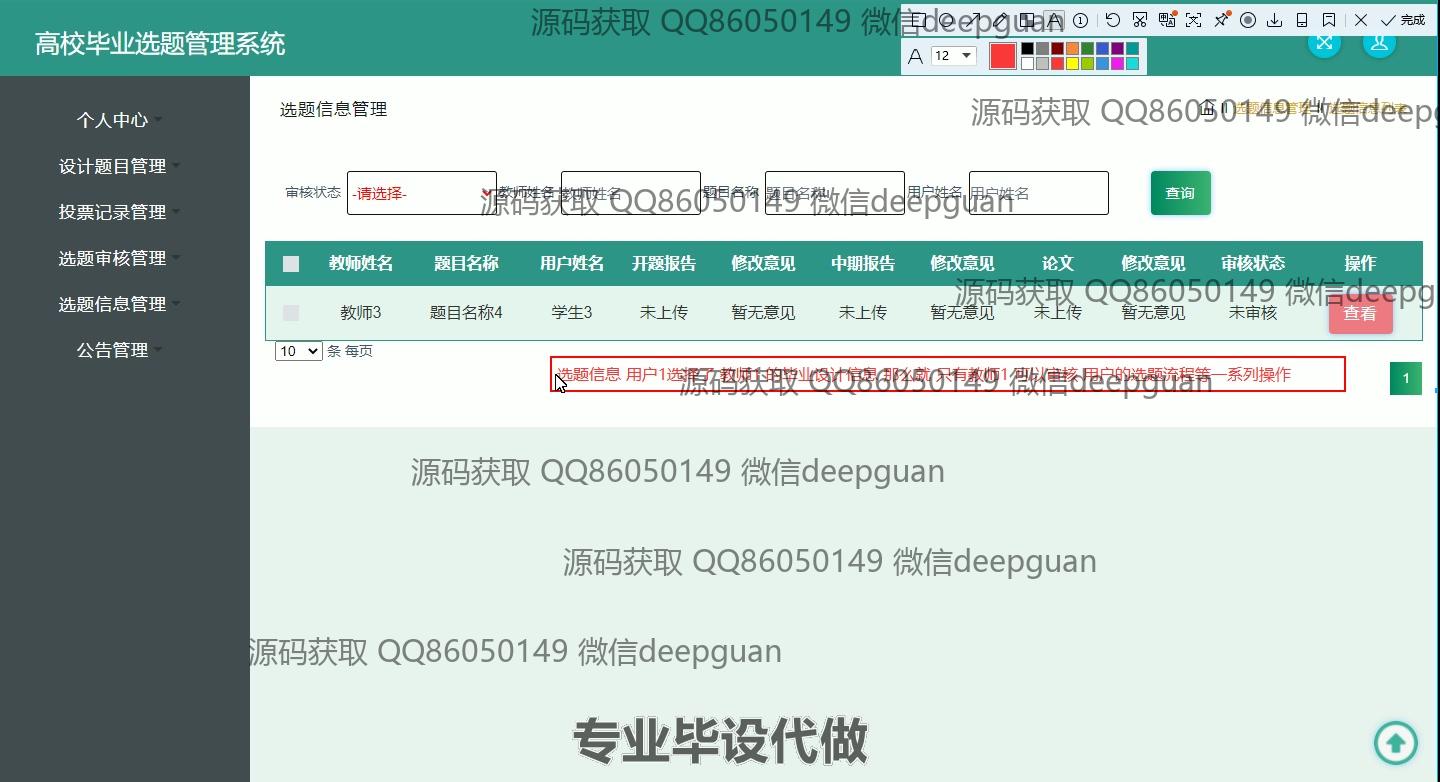 源码获取 QQ86050149 微信deepguan
完成
高校毕业选题管理系统
12
个人中心
设计题目管理
投票记录管理
选题审核管理
选题信息管理
公告管理
选题信息管理
选题信息管理
源码获取 QQ86050149 微信deepguan
审核状态 -请选择- 教师姓名 教师姓名 题目名称 题目名称 用户姓名 用户姓名 查询
源码获取 QQ86050149 微信deepguan
教师姓名 题目名称 用户姓名 开题报告 修改意见 中期报告 修改意见 论文 修改意见 审核状态 操作
源码获取 QQ86050149 微信deepg
教师3 题目名称4 学生3 未上传 暂无意见 未上传 暂无意见 未上传 暂无意见 未审核 查看
10 条 每页
选题信息 用户1选择了 教师1 的毕业设计信息 那么就 只有教师1 可以审核 用户的选题流程等一系列操作
1
源码获取 QQ86050149 微信deepguan
源码获取 QQ86050149 微信deepguan
源码获取 QQ86050149 微信deepguan
源码获取 QQ86050149 微信deepguan
专业毕设代做